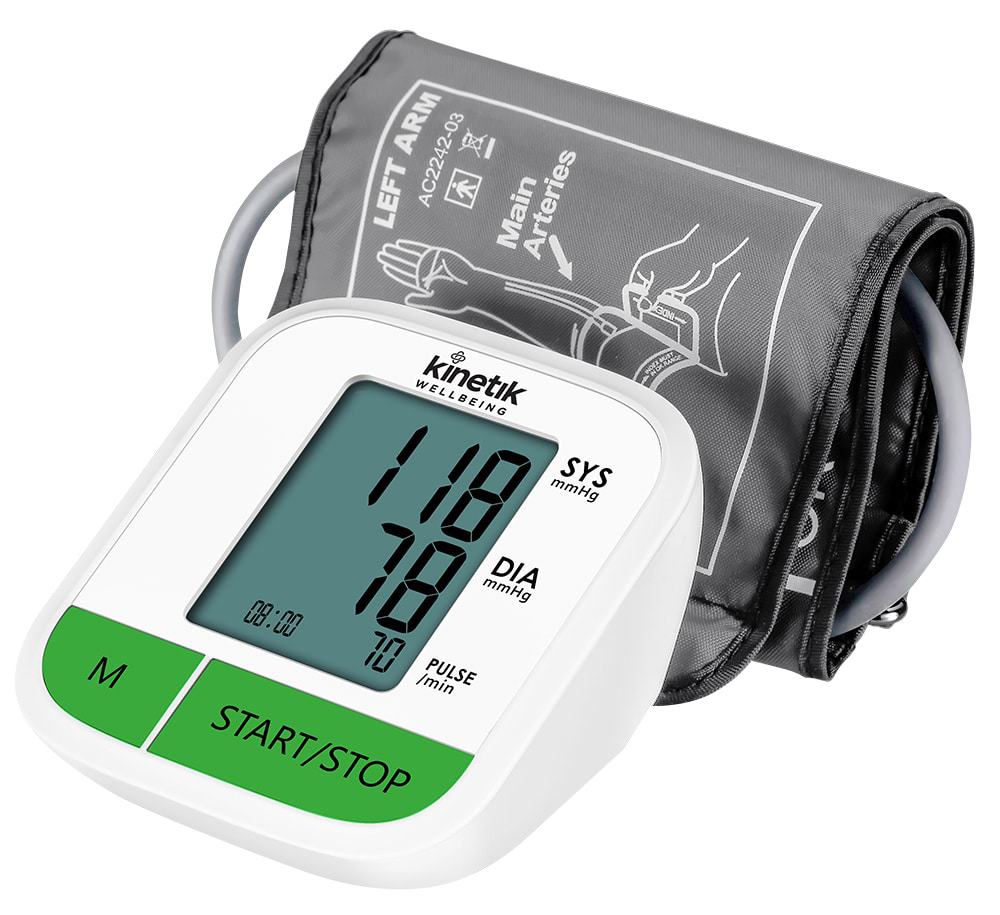 LEFT ARM
AC2242-03
Main
Arteries
INDEX
kinetik
WELLBEING
118
SYS
mmHg
78
DIA
mmHg
08:00
70
PULSE
/min
M
START/STOP